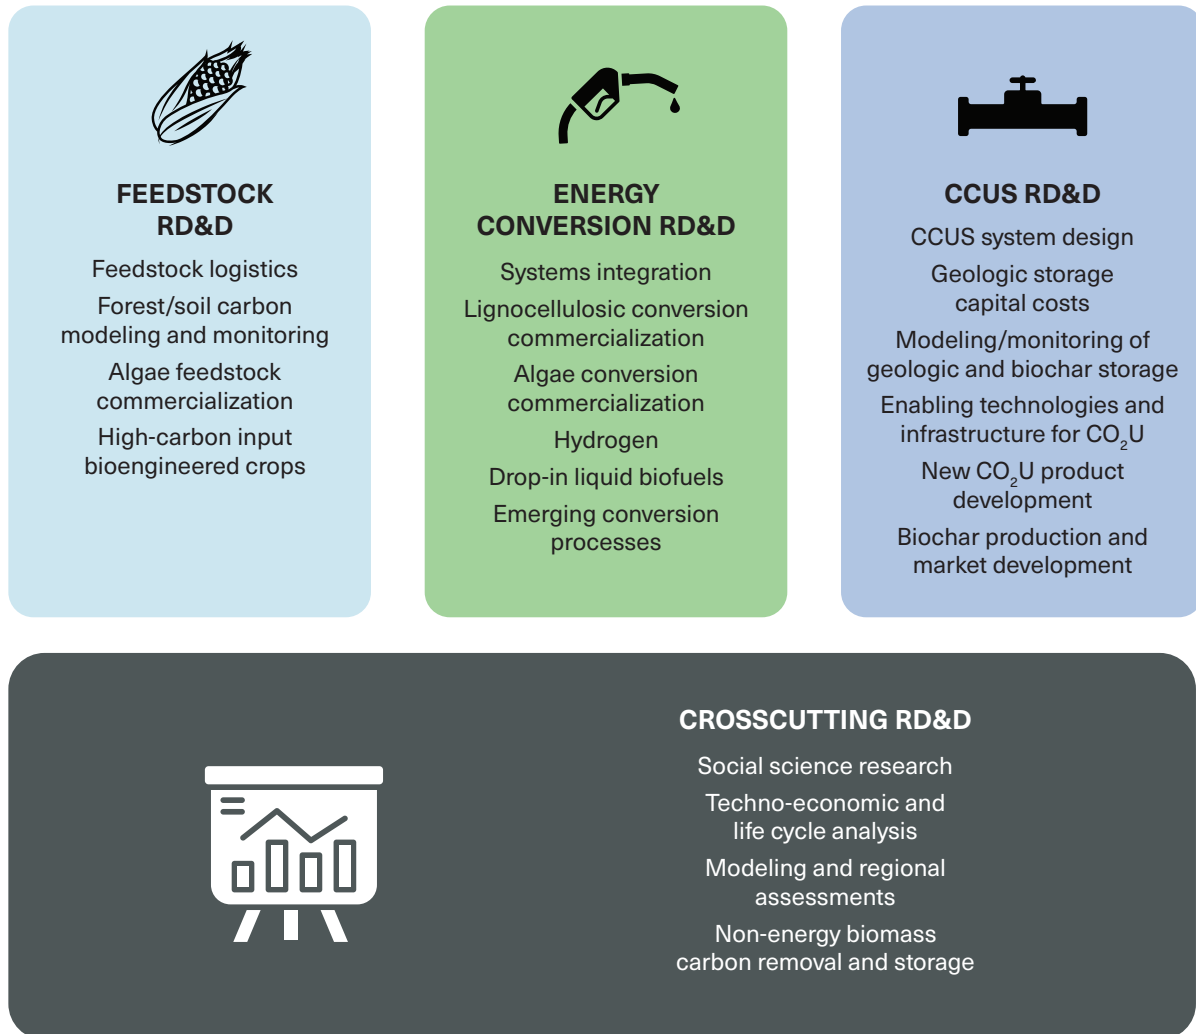 FEEDSTOCK
RD&D
Feedstock logistics
Forest/soil carbon
modeling and monitoring
Algae feedstock
commercialization
High-carbon input
bioengineered crops
ENERGY
CONVERSION RD&D
Systems integration
Lignocellulosic conversion
commercialization
Algae conversion
commercialization
Hydrogen
Drop-in liquid biofuels
Emerging conversion
processes
CCUS RD&D
CCUS system design
Geologic storage
capital costs
Modeling/monitoring of
geologic and biochar storage
Enabling technologies and
infrastructure for CO₂U
New CO₂U product
development
Biochar production and
market development
CROSSCUTTING RD&D
Social science research
Techno-economic and
life cycle analysis
Modeling and regional
assessments
Non-energy biomass
carbon removal and storage